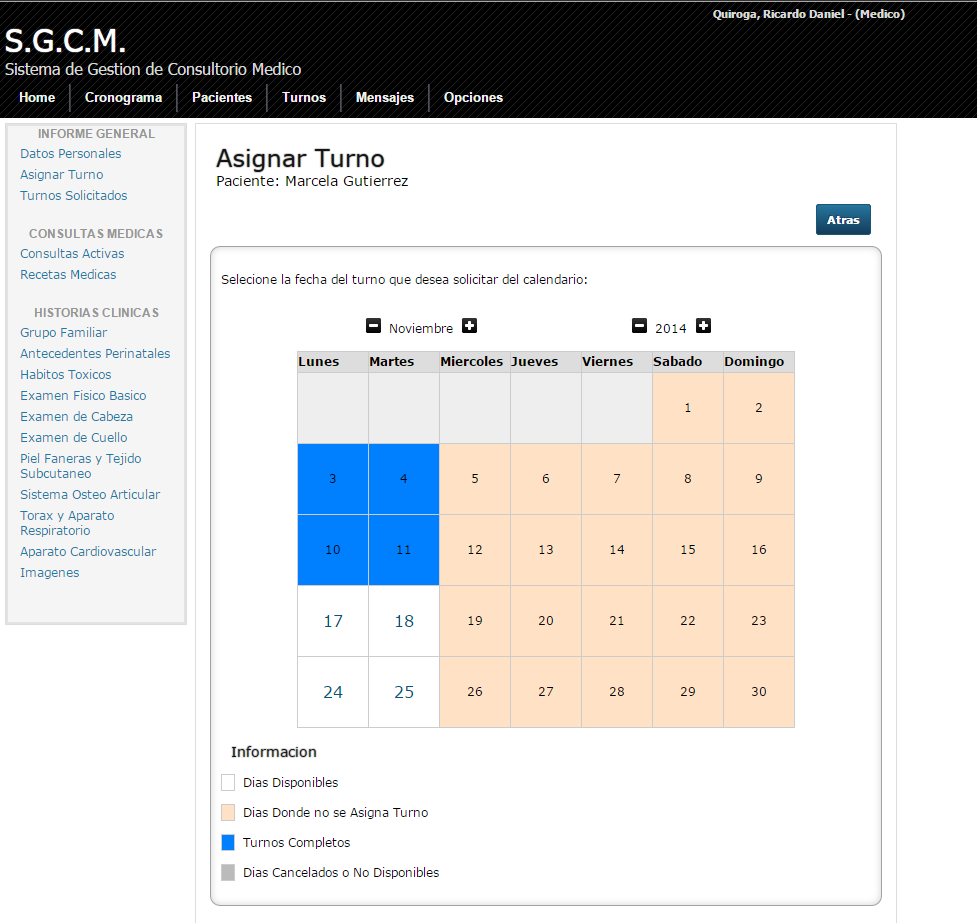 Quiroga, Ricardo Daniel - (Medico)
S.G.C.M.
Sistema de Gestion de Consultorio Medico
Home Cronograma Pacientes Turnos Mensajes Opciones
INFORME GENERAL
Datos Personales
Asignar Turno
Turnos Solicitados
CONSULTAS MEDICAS
Consultas Activas
Recetas Medicas
HISTORIAS CLINICAS
Grupo Familiar
Antecedentes Perinatales
Habitos Toxicos
Examen Fisico Basico
Examen de Cabeza
Examen de Cuello
Piel Faneras y Tejido
Subcutaneo
Sistema Osteo Articular
Torax y Aparato
Respiratorio
Aparato Cardiovascular
Imagenes
Asignar Turno
Paciente: Marcela Gutierrez
Atras
Selecione la fecha del turno que desea solicitar del calendario:
Noviembre 2014
Lunes Martes Miercoles Jueves Viernes Sabado Domingo
1 2
3 4 5 6 7 8 9
10 11 12 13 14 15 16
17 18 19 20 21 22 23
24 25 26 27 28 29 30
Informacion
Dias Disponibles
Dias Donde no se Asigna Turno
Turnos Completos
Dias Cancelados o No Disponibles